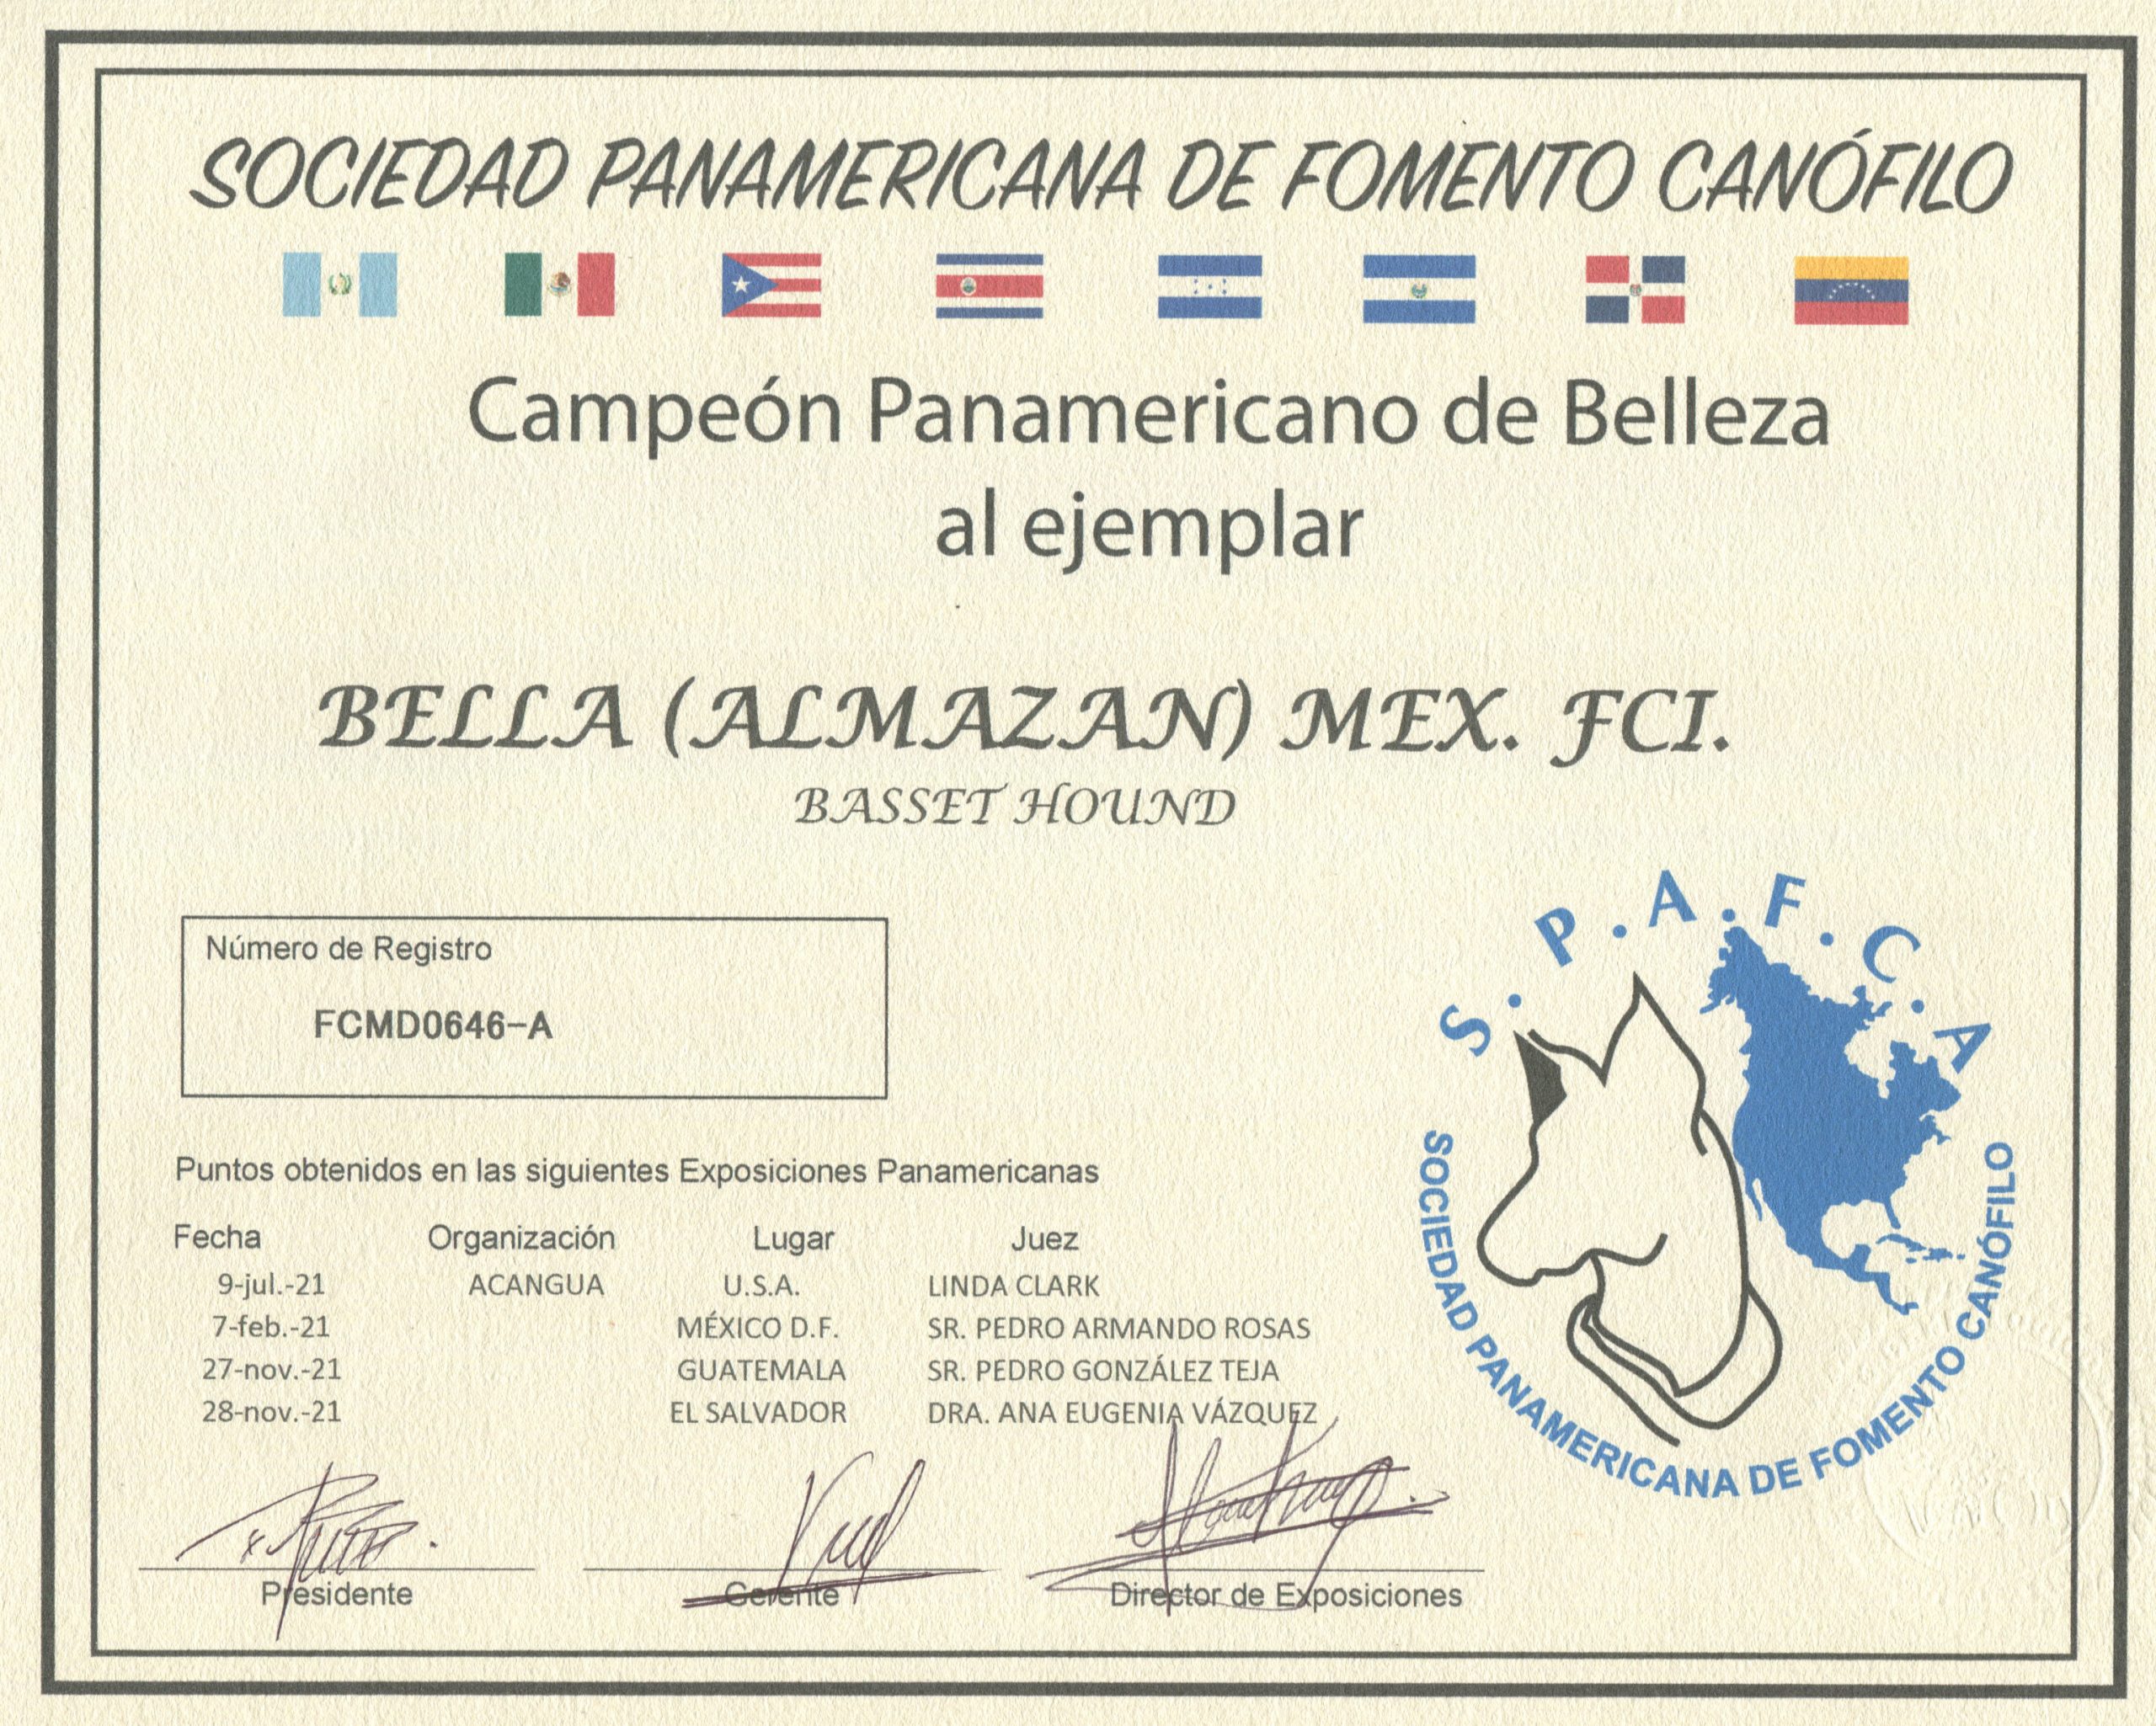 SOCIEDAD PANAMERICANA DE FOMENTO CANÓFILO
Campeón Panamericano de Belleza
al ejemplar
BELLA (ALMAZAN) MEX. FCI.
BASSET HOUND
Número de Registro
FCMD0646-A
S.P.A.F.C.A
SOCIEDAD PANAMERICANA DE FOMENTO CANÓFILO
Puntos obtenidos en las siguientes Exposiciones Panamericanas
Fecha Organización Lugar Juez
9-jul.-21 ACANGUA U.S.A. LINDA CLARK
7-feb.-21 MÉXICO D.F. SR. PEDRO ARMANDO ROSAS
27-nov.-21 GUATEMALA SR. PEDRO GONZÁLEZ TEJA
28-nov.-21 EL SALVADOR DRA. ANA EUGENIA VÁZQUEZ
Presidente Gerente Director de Exposiciones